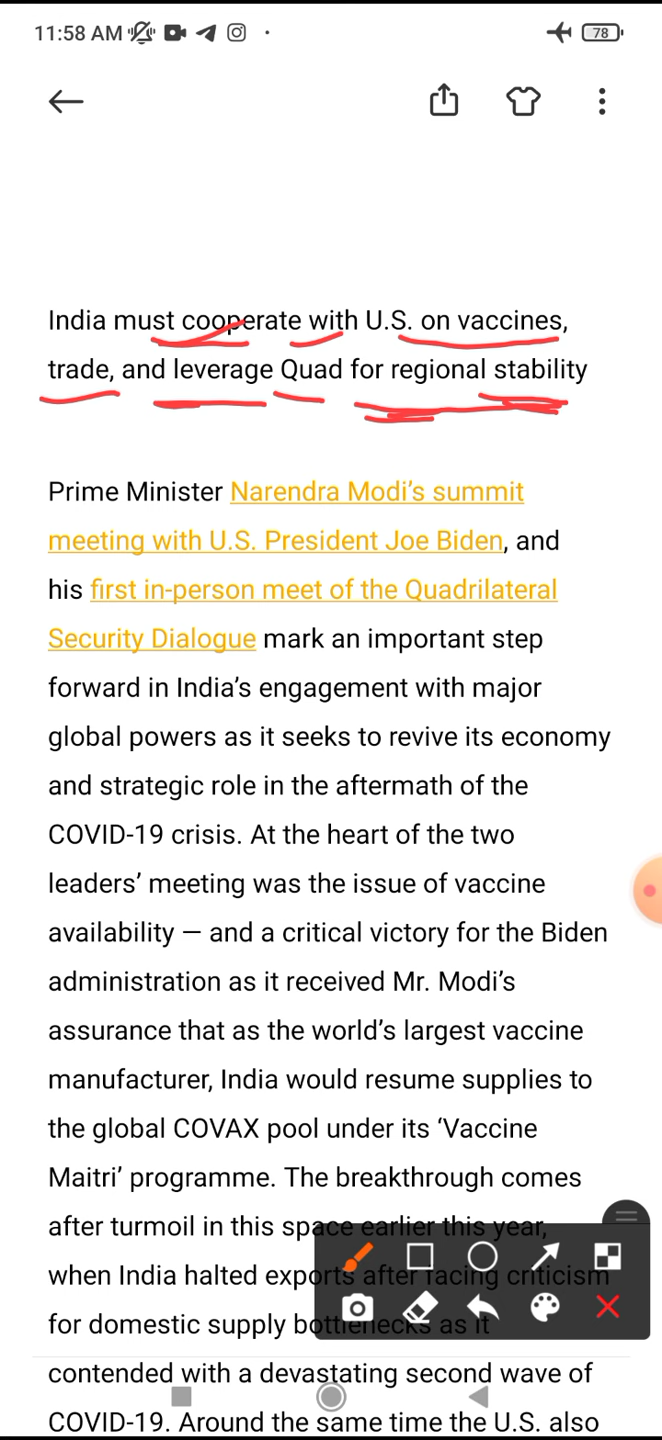 11:58 AM
78
India must cooperate with U.S. on vaccines,
trade, and leverage Quad for regional stability
Prime Minister Narendra Modi’s summit
meeting with U.S. President Joe Biden, and
his first in-person meet of the Quadrilateral
Security Dialogue mark an important step
forward in India’s engagement with major
global powers as it seeks to revive its economy
and strategic role in the aftermath of the
COVID-19 crisis. At the heart of the two
leaders’ meeting was the issue of vaccine
availability — and a critical victory for the Biden
administration as it received Mr. Modi’s
assurance that as the world’s largest vaccine
manufacturer, India would resume supplies to
the global COVAX pool under its ‘Vaccine
Maitri’ programme. The breakthrough comes
after turmoil in this space earlier this year,
when India halted exports after facing criticism
for domestic supply bottlenecks as it
contended with a devastating second wave of
COVID-19. Around the same time the U.S. also